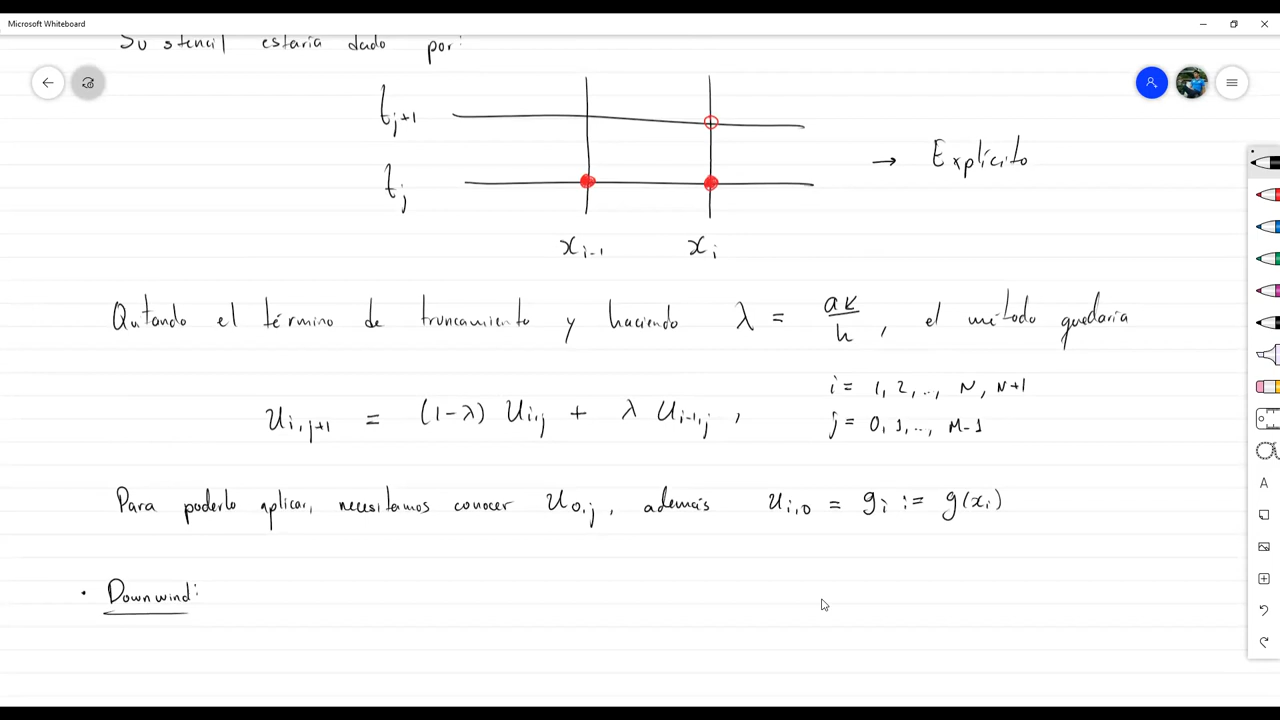 Microsoft Whiteboard
Su stencil estaría dado por:
t_{j+1}
t_j
→ Explícito
x_{i-1} x_i
Qutando el término de truncamiento y haciendo λ = ak/h, el método quedaría
u_{i,j+1} = (1-λ) u_{i,j} + λ u_{i-1,j},
i = 1, 2, .., N, N+1
j = 0, 1, .., M-1
Para poderlo aplicar, necesitamos conocer u_{0,j}, además u_{i,0} = g_i := g(x_i)
• Downwind:
A